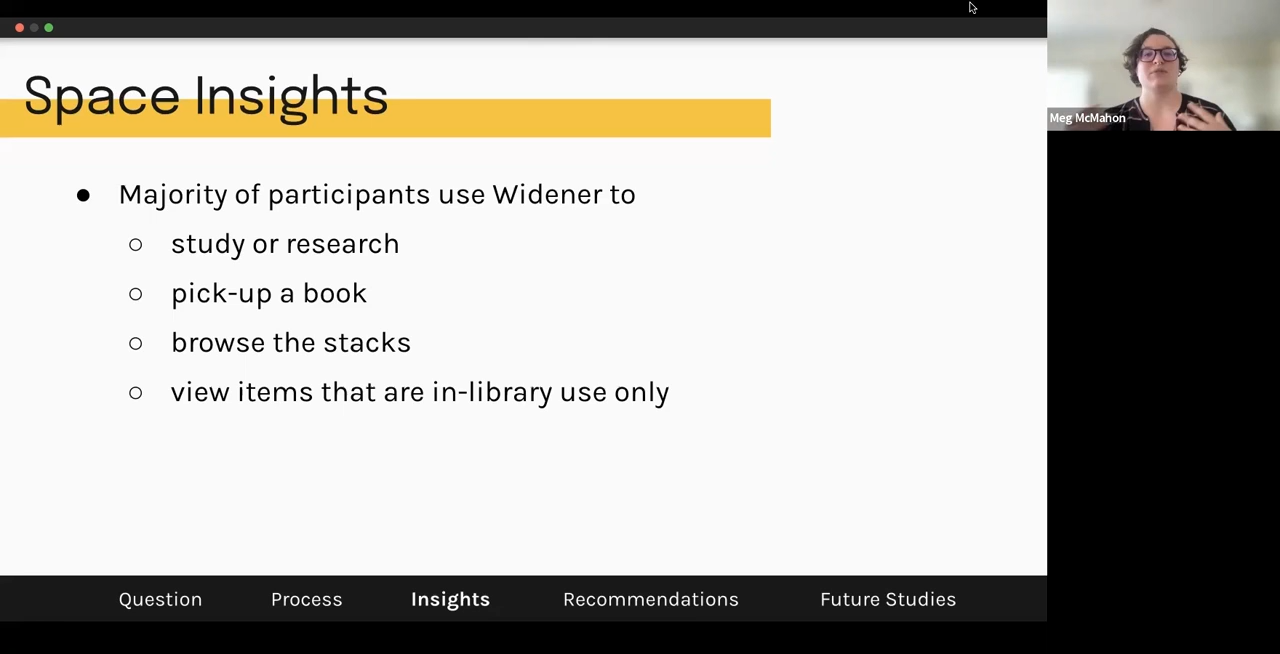 Space Insights
Meg McMahon
● Majority of participants use Widener to
○ study or research
○ pick-up a book
○ browse the stacks
○ view items that are in-library use only
Question Process Insights Recommendations Future Studies